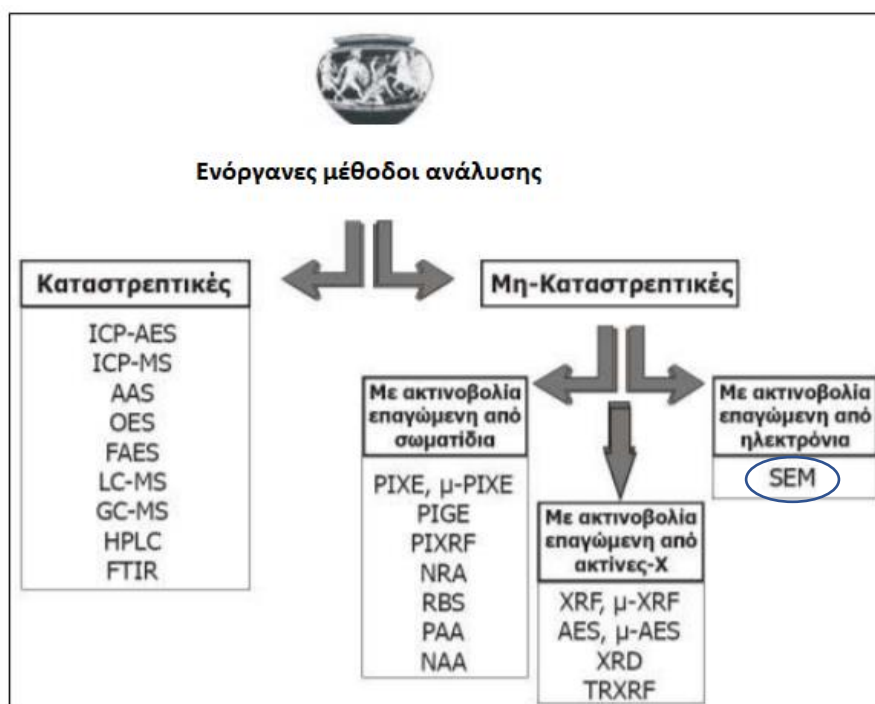 Ενόργανες μέθοδοι ανάλυσης
Καταστρεπτικές
ICP-AES
ICP-MS
AAS
OES
FAES
LC-MS
GC-MS
HPLC
FTIR
Μη-Καταστρεπτικές
Με ακτινοβολία
επαγώμενη από
σωματίδια
PIXE, μ-PIXE
PIGE
PIXRF
NRA
RBS
PAA
NAA
Με ακτινοβολία
επαγώμενη από
ακτίνες-Χ
XRF, μ-XRF
AES, μ-AES
XRD
TRXRF
Με ακτινοβολία
επαγώμενη από
ηλεκτρόνια
SEM